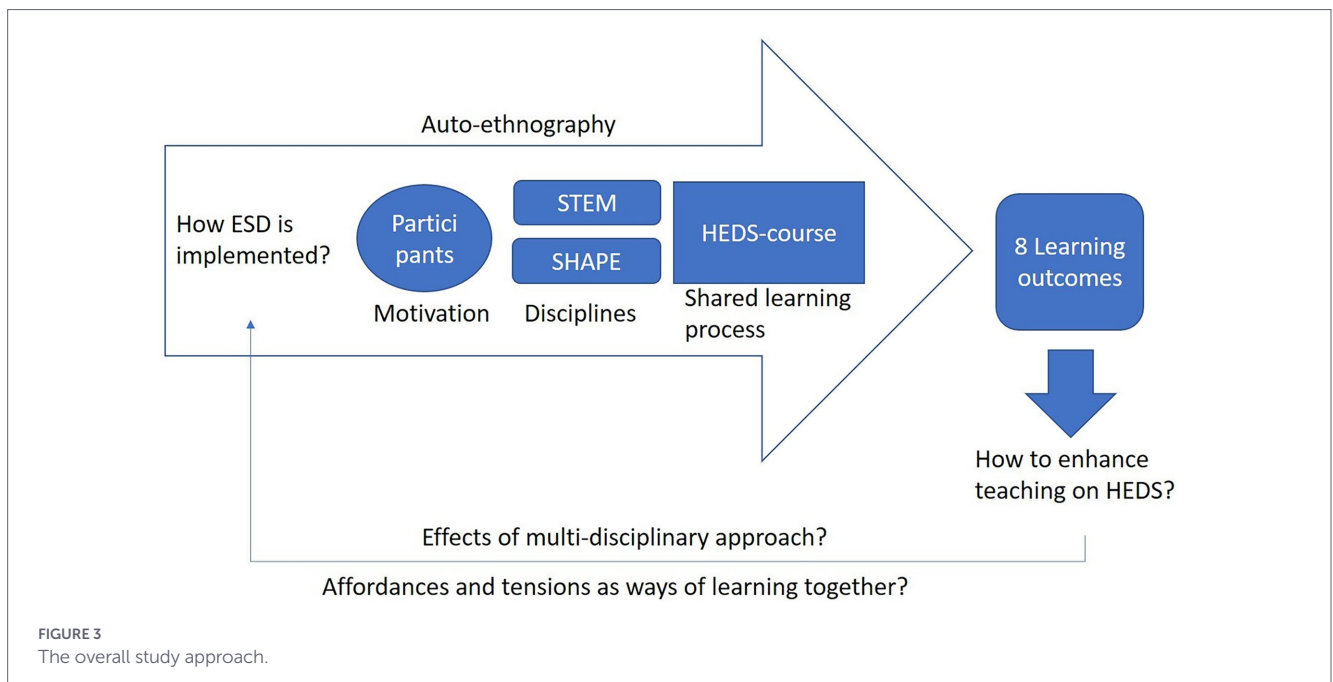 Auto-ethnography
How ESD is
implemented?
Partici
pants
Motivation
STEM
SHAPE
Disciplines
HEDS-course
Shared learning
process
8 Learning
outcomes
How to enhance
teaching on HEDS?
Effects of multi-disciplinary approach?
Affordances and tensions as ways of learning together?
FIGURE 3
The overall study approach.